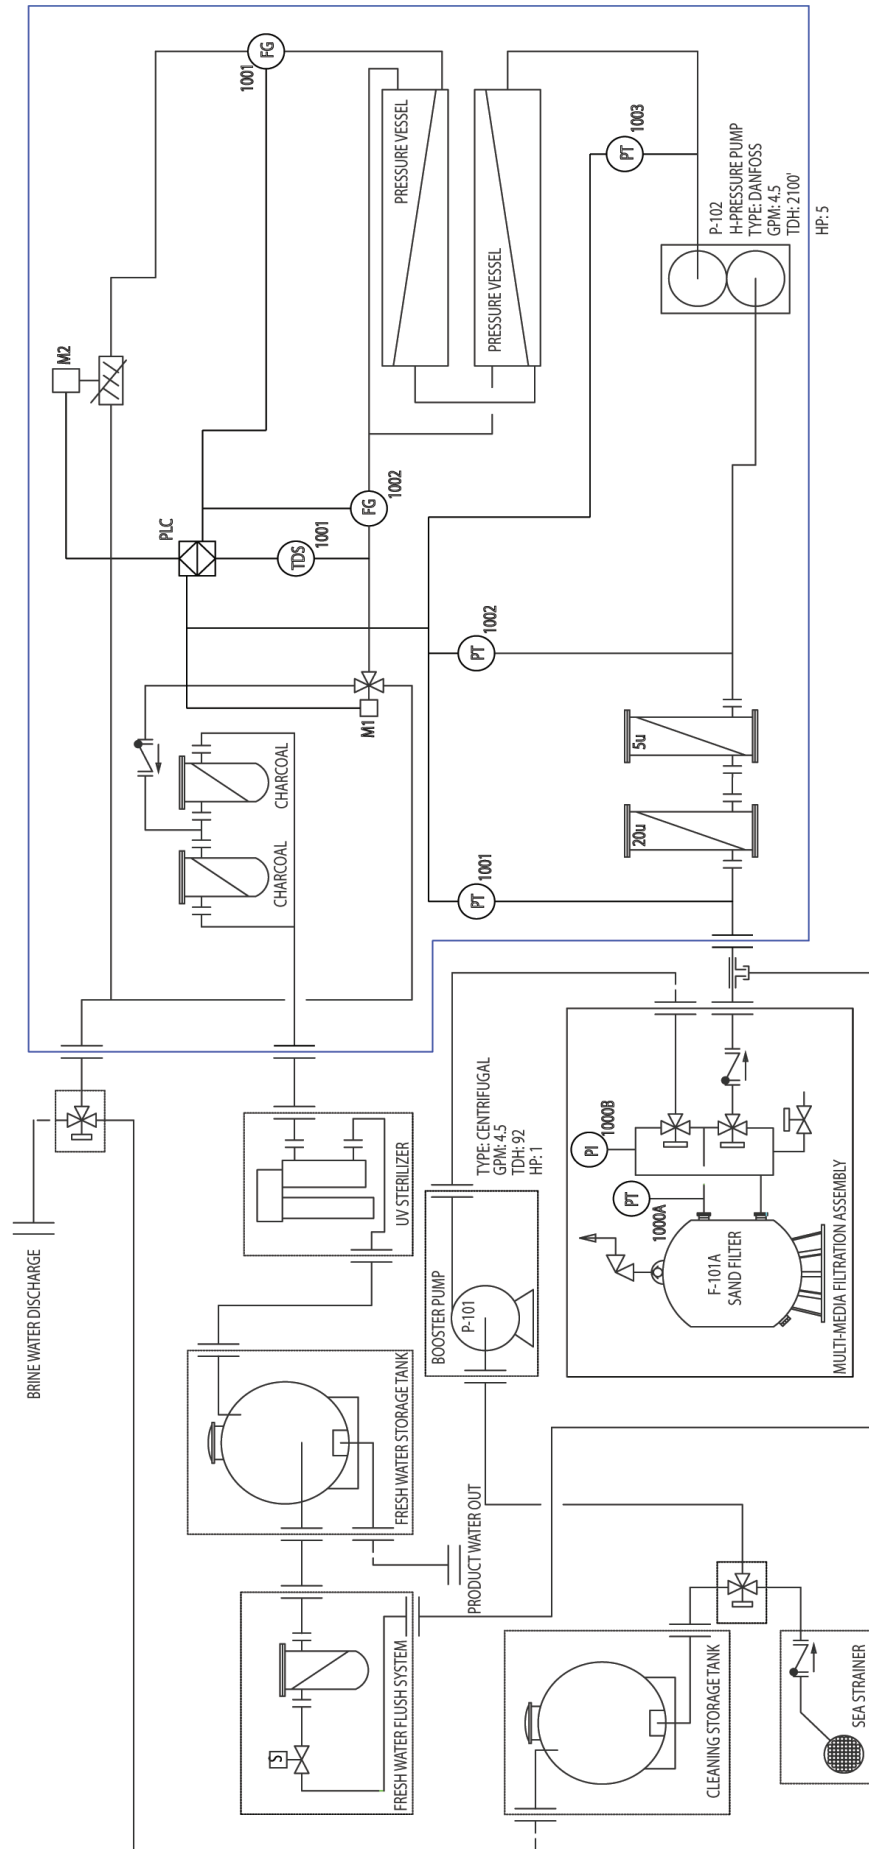 FG
1001
M2
PLC
TDS
1001
FG
1002
M1
PRESSURE VESSEL
PRESSURE VESSEL
PT
1003
P-102
H-PRESSURE PUMP
TYPE: DANFOSS
GPM: 4.5
TDH: 2100'
HP: 5
PT
1002
5u
20u
PT
1001
CHARCOAL
CHARCOAL
BRINE WATER DISCHARGE
UV STERILIZER
FRESH WATER STORAGE TANK
PRODUCT WATER OUT
S
FRESH WATER FLUSH SYSTEM
TYPE: CENTRIFUGAL
GPM: 4.5
TDH: 92
HP: 1
BOOSTER PUMP
P-101
PI
1000B
PT
1000A
F-101A
SAND FILTER
MULTI-MEDIA FILTRATION ASSEMBLY
CLEANING STORAGE TANK
SEA STRAINER